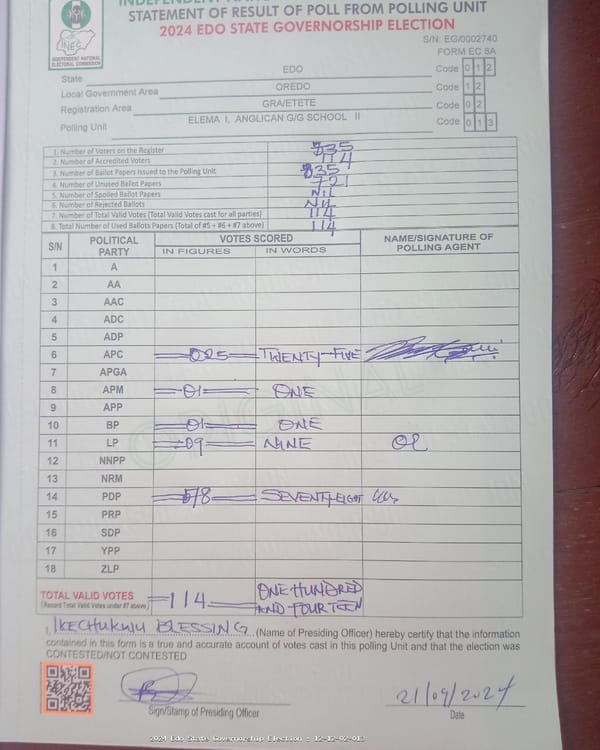 INDEPENDENT NA
STATEMENT OF RESULT OF POLL FROM POLLING UNIT
2024 EDO STATE GOVERNORSHIP ELECTION
INEC
INDEPENDENT NATIONAL
ELECTORAL COMMISSION
S/N: EG/0002740
FORM EC 8A
State EDO Code 0 1 2
Local Government Area OREDO Code 1 2
Registration Area GRA/ETETE Code 0 2
Polling Unit ELEMA I, ANGLICAN G/G SCHOOL II Code 0 1 3
1. Number of Voters on the Register 835
2. Number of Accredited Voters 114
3. Number of Ballot Papers Issued to the Polling Unit 835
4. Number of Unused Ballot Papers 721
5. Number of Spoiled Ballot Papers NIL
6. Number of Rejected Ballots NIL
7. Number of Total Valid Votes (Total Valid Votes cast for all parties) 114
8. Total Number of Used Ballots Papers (Total of #5 + #6 + #7 above) 114
S/N POLITICAL PARTY VOTES SCORED NAME/SIGNATURE OF POLLING AGENT
IN FIGURES IN WORDS
1 A
2 AA
3 AAC
4 ADC
5 ADP
6 APC 025 TWENTY-FIVE
7 APGA
8 APM 01 ONE
9 APP
10 BP 01 ONE
11 LP 09 NINE
12 NNPP
13 NRM
14 PDP 78 SEVENTY-EIGHT
15 PRP
16 SDP
17 YPP
18 ZLP
ORIGINAL
TOTAL VALID VOTES 114 ONE HUNDRED
(Record Total Valid Votes under #7 above) AND FOURTEEN
I, IKECHUKWU BLESSING (Name of Presiding Officer) hereby certify that the information
contained in this form is a true and accurate account of votes cast in this polling Unit and that the election was
CONTESTED/NOT CONTESTED
21/09/2024
Sign/Stamp of Presiding Officer Date
2024 Edo State Governorship Election : 12-12-02-013